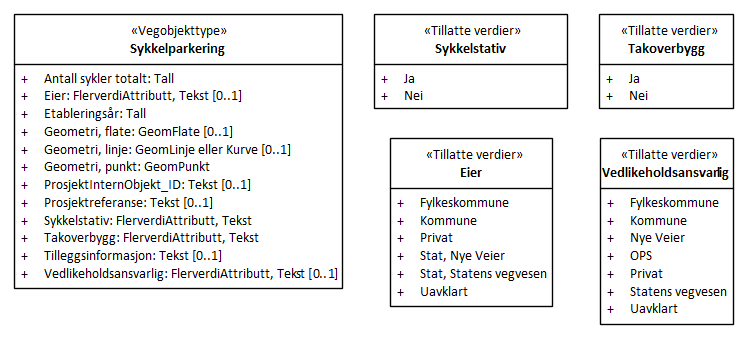 «Vegobjekttype»
Sykkelparkering
+ Antall sykler totalt: Tall
+ Eier: FlerverdiAttributt, Tekst [0..1]
+ Etableringsår: Tall
+ Geometri, flate: GeomFlate [0..1]
+ Geometri, linje: GeomLinje eller Kurve [0..1]
+ Geometri, punkt: GeomPunkt
+ ProsjektInternObjekt_ID: Tekst [0..1]
+ Prosjektreferanse: Tekst [0..1]
+ Sykkelstativ: FlerverdiAttributt, Tekst
+ Takoverbygg: FlerverdiAttributt, Tekst
+ Tilleggsinformasjon: Tekst [0..1]
+ Vedlikeholdsansvarlig: FlerverdiAttributt, Tekst [0..1]
«Tillatte verdier»
Sykkelstativ
+ Ja
+ Nei
«Tillatte verdier»
Takoverbygg
+ Ja
+ Nei
«Tillatte verdier»
Eier
+ Fylkeskommune
+ Kommune
+ Privat
+ Stat, Nye Veier
+ Stat, Statens vegvesen
+ Uavklart
«Tillatte verdier»
Vedlikeholdsansvarlig
+ Fylkeskommune
+ Kommune
+ Nye Veier
+ OPS
+ Privat
+ Statens vegvesen
+ Uavklart